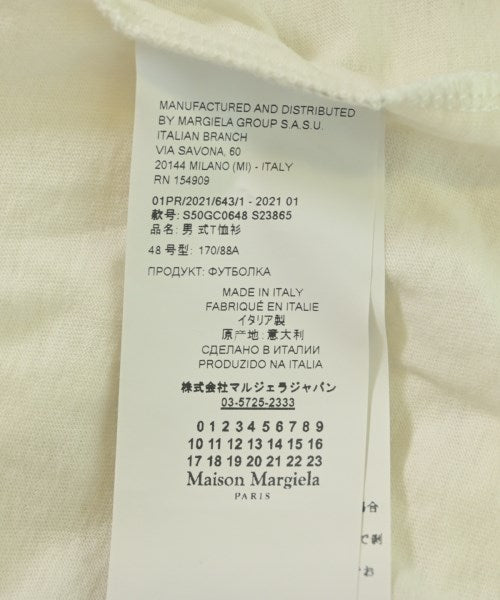 MANUFACTURED AND DISTRIBUTED
BY MARGIELA GROUP S.A.S.U.
ITALIAN BRANCH
VIA SAVONA, 60
20144 MILANO (MI) - ITALY
RN 154909
01PR/2021/643/1 - 2021 01
款号: S50GC0648 S23865
品名: 男 式T恤衫
48 号型: 170/88A
ПРОДУКТ: ФУТБОЛКА
MADE IN ITALY
FABRIQUÉ EN ITALIE
イタリア製
原产地: 意大利
СДЕЛАНО В ИТАЛИИ
PRODUZIDO NA ITALIA
株式会社マルジェラジャパン
03-5725-2333
0 1 2 3 4 5 6 7 8 9
10 11 12 13 14 15 16
17 18 19 20 21 22 23
Maison Margiela
PARIS
合
で剥
お